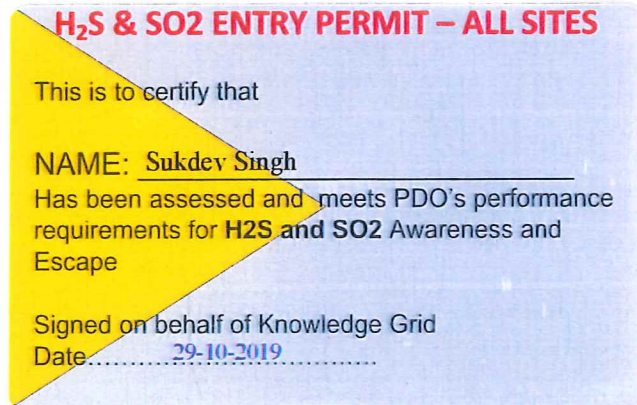 H₂S & SO2 ENTRY PERMIT – ALL SITES
This is to certify that
NAME: Sukdev Singh
Has been assessed and meets PDO's performance
requirements for H2S and SO2 Awareness and
Escape
Signed on behalf of Knowledge Grid
Date.......29-10-2019.......